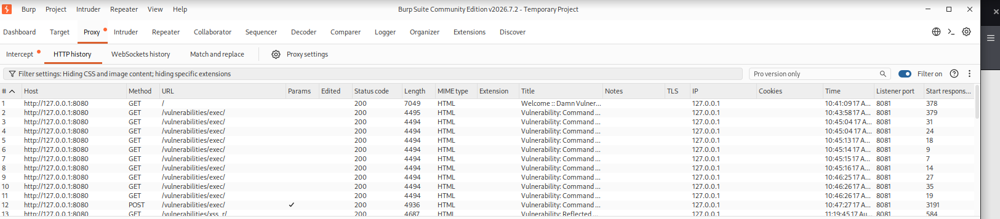 Burp Project Intruder Repeater View Help Burp Suite Community Edition v2026.7.2 - Temporary Project
Dashboard Target Proxy Intruder Repeater Collaborator Sequencer Decoder Comparer Logger Organizer Extensions Discover
Intercept HTTP history WebSockets history Match and replace Proxy settings
Filter settings: Hiding CSS and image content; hiding specific extensions Pro version only Filter on
# Host Method URL Params Edited Status code Length MIME type Extension Title Notes TLS IP Cookies Time Listener port Start respons...
1 http://127.0.0.1:8080 GET / 200 7049 HTML Welcome :: Damn Vulner... 127.0.0.1 10:41:09 17 A... 8081 378
2 http://127.0.0.1:8080 GET /vulnerabilities/exec/ 200 4495 HTML Vulnerability: Command ... 127.0.0.1 10:43:58 17 A... 8081 379
3 http://127.0.0.1:8080 GET /vulnerabilities/exec/ 200 4494 HTML Vulnerability: Command ... 127.0.0.1 10:45:04 17 A... 8081 31
4 http://127.0.0.1:8080 GET /vulnerabilities/exec/ 200 4494 HTML Vulnerability: Command ... 127.0.0.1 10:45:04 17 A... 8081 24
5 http://127.0.0.1:8080 GET /vulnerabilities/exec/ 200 4494 HTML Vulnerability: Command ... 127.0.0.1 10:45:13 17 A... 8081 18
6 http://127.0.0.1:8080 GET /vulnerabilities/exec/ 200 4494 HTML Vulnerability: Command ... 127.0.0.1 10:45:14 17 A... 8081 9
7 http://127.0.0.1:8080 GET /vulnerabilities/exec/ 200 4494 HTML Vulnerability: Command ... 127.0.0.1 10:45:15 17 A... 8081 7
8 http://127.0.0.1:8080 GET /vulnerabilities/exec/ 200 4494 HTML Vulnerability: Command ... 127.0.0.1 10:45:16 17 A... 8081 14
9 http://127.0.0.1:8080 GET /vulnerabilities/exec/ 200 4494 HTML Vulnerability: Command ... 127.0.0.1 10:46:25 17 A... 8081 27
10 http://127.0.0.1:8080 GET /vulnerabilities/exec/ 200 4494 HTML Vulnerability: Command ... 127.0.0.1 10:46:26 17 A... 8081 35
11 http://127.0.0.1:8080 GET /vulnerabilities/exec/ 200 4494 HTML Vulnerability: Command ... 127.0.0.1 10:46:26 17 A... 8081 19
12 http://127.0.0.1:8080 POST /vulnerabilities/exec/ ✓ 200 4936 HTML Vulnerability: Command ... 127.0.0.1 10:47:27 17 A... 8081 3191
13 http://127.0.0.1:8080 GET /vulnerabilities/xss_r/ 200 4687 HTML Vulnerability: Reflected ... 127.0.0.1 11:19:45 17 Au... 8081 584